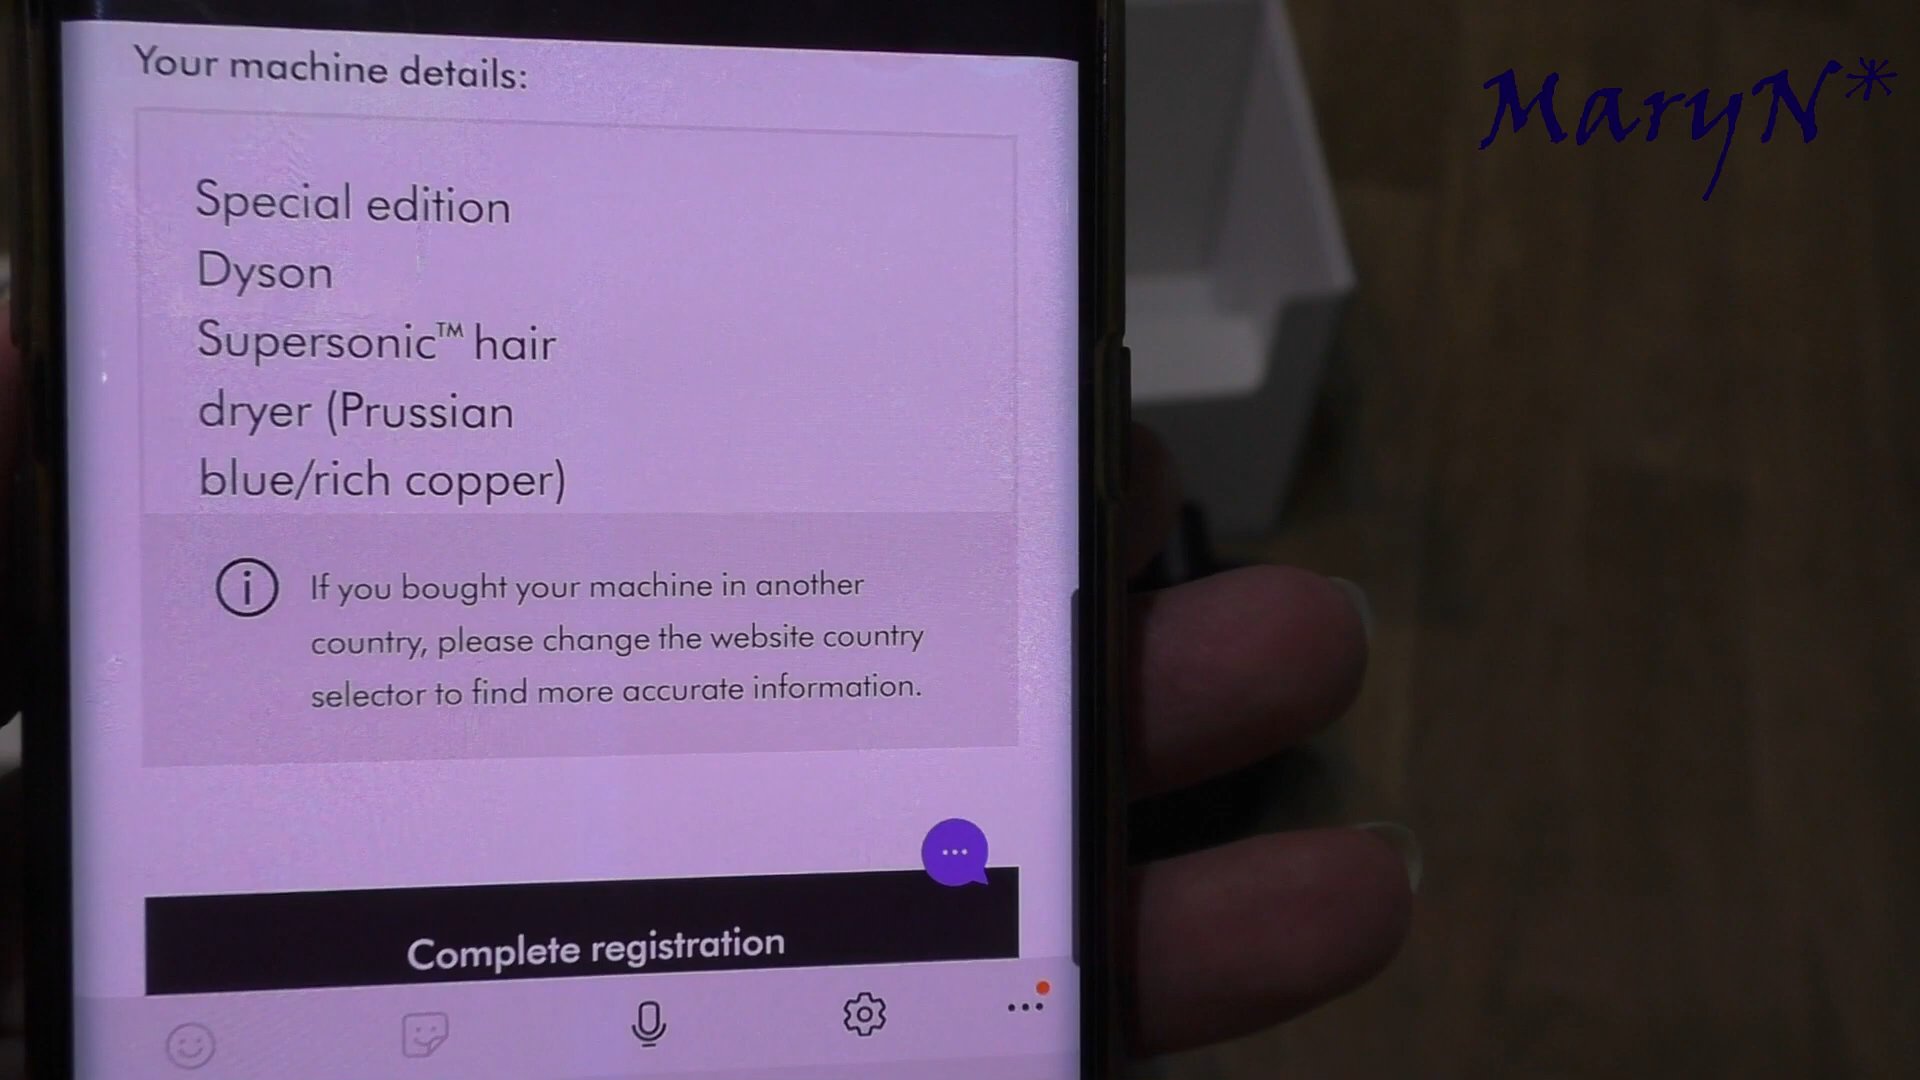 Your machine details:
MaryN*
Special edition
Dyson
Supersonic™ hair
dryer (Prussian
blue/rich copper)
If you bought your machine in another
country, please change the website country
selector to find more accurate information.
Complete registration